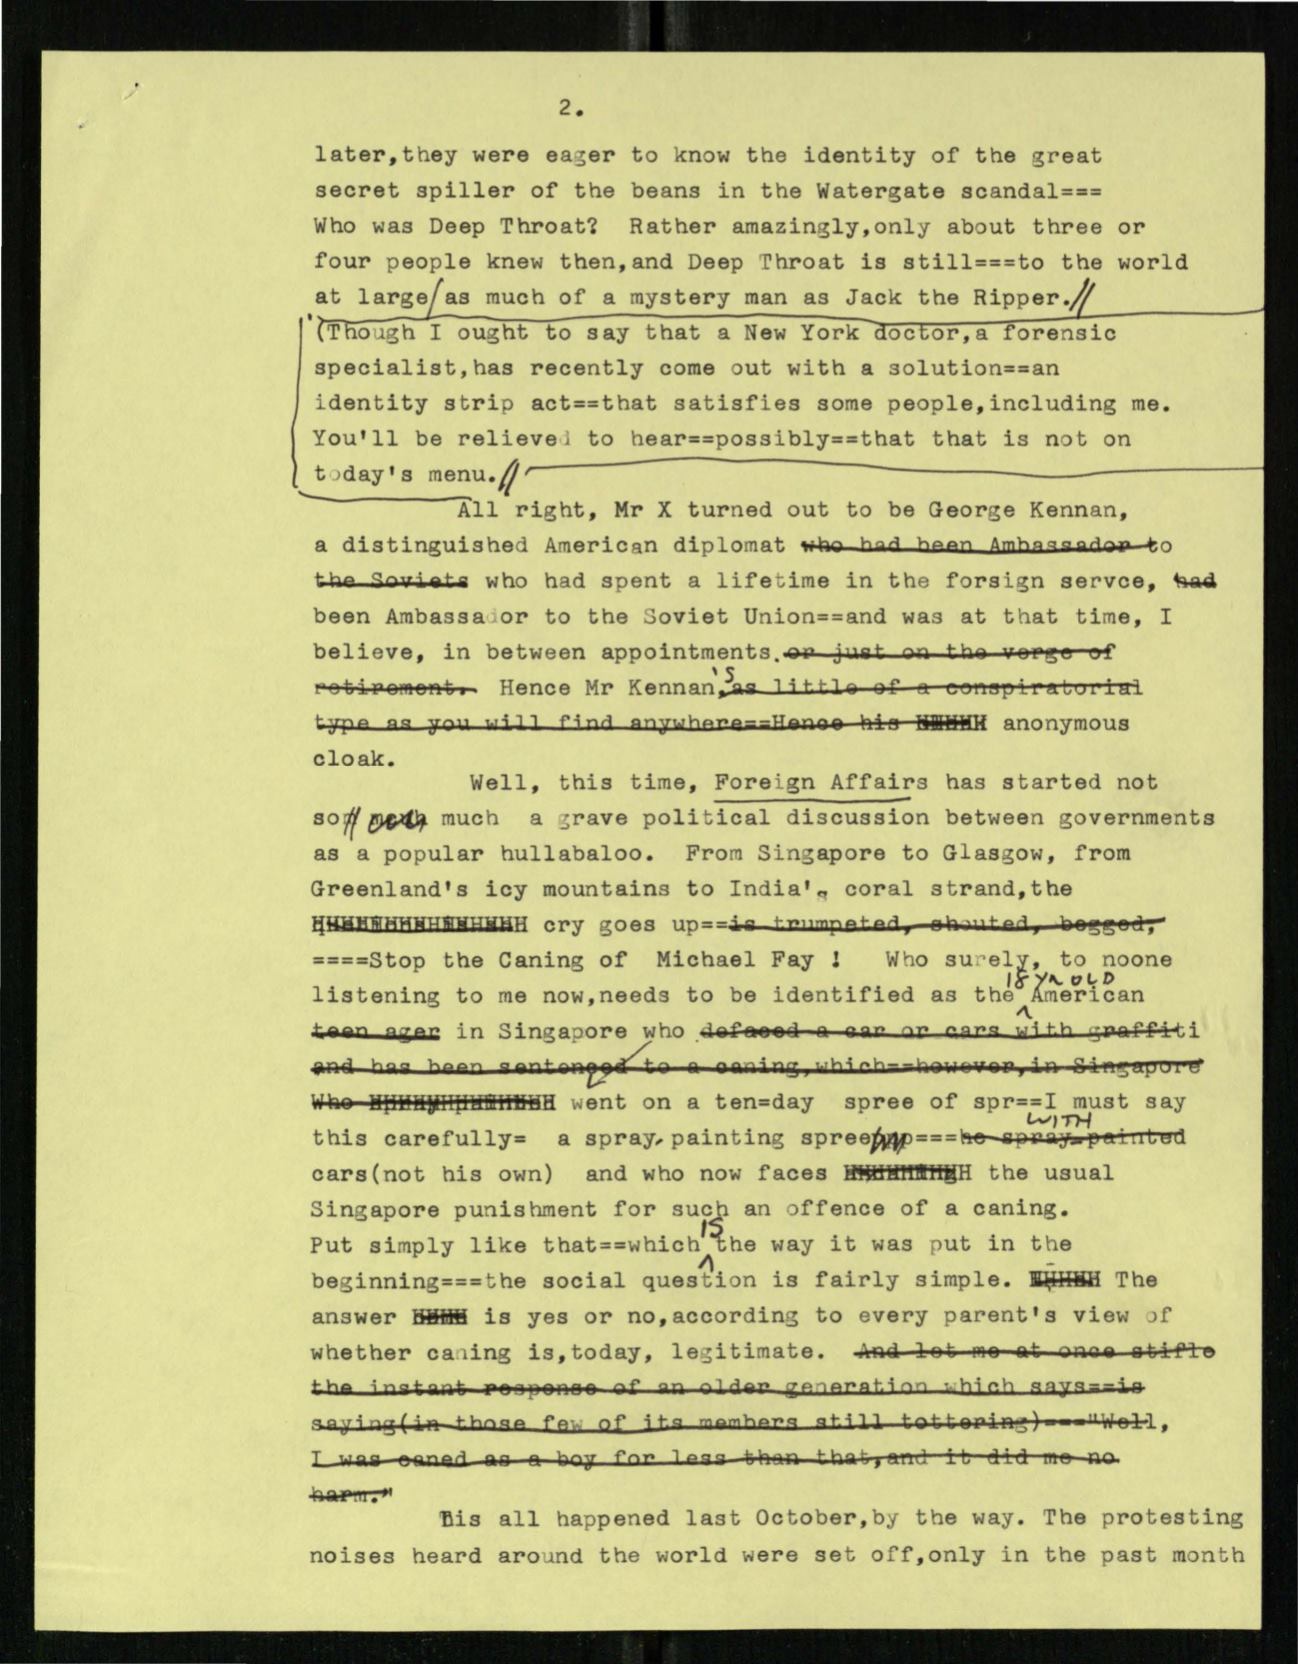 2.
later,they were eager to know the identity of the great
secret spiller of the beans in the Watergate scandal===
Who was Deep Throat? Rather amazingly,only about three or
four people knew then,and Deep Throat is still===to the world
at large/as much of a mystery man as Jack the Ripper.//
(Though I ought to say that a New York doctor,a forensic
specialist,has recently come out with a solution==an
identity strip act==that satisfies some people,including me.
You'll be relieved to hear==possibly==that that is not on
today's menu.//
All right, Mr X turned out to be George Kennan,
a distinguished American diplomat who had been Ambassador to
the Soviets who had spent a lifetime in the forsign servce, had
been Ambassador to the Soviet Union==and was at that time, I
believe, in between appointments.or just on the verge of
retirement. Hence Mr Kennan's,as little of a conspiratorial
type as you will find anywhere==Hence his anonymous
cloak.
Well, this time, Foreign Affairs has started not
so// much a grave political discussion between governments
as a popular hullabaloo. From Singapore to Glasgow, from
Greenland's icy mountains to India's coral strand,the
cry goes up==is trumpeted, shouted, begged,
====Stop the Caning of Michael Fay ! Who surely, to noone
listening to me now,needs to be identified as the 18 YR OLD American
teen ager in Singapore who defaced a car or cars with graffiti
and has been sentenced to a caning,which==however,in Singapore
Who went on a ten=day spree of spr==I must say
this carefully= a spray painting spree===he spray=painted WITH
cars(not his own) and who now faces the usual
Singapore punishment for such an offence of a caning.
Put simply like that==which IS the way it was put in the
beginning===the social question is fairly simple. The
answer is yes or no,according to every parent's view of
whether caning is,today, legitimate. And let me at once stifle
the instant response of an older generation which says==is
saying(in those few of its members still tottering)==="Well,
I was caned as a boy for less than that,and it did me no
harm."
This all happened last October,by the way. The protesting
noises heard around the world were set off,only in the past month